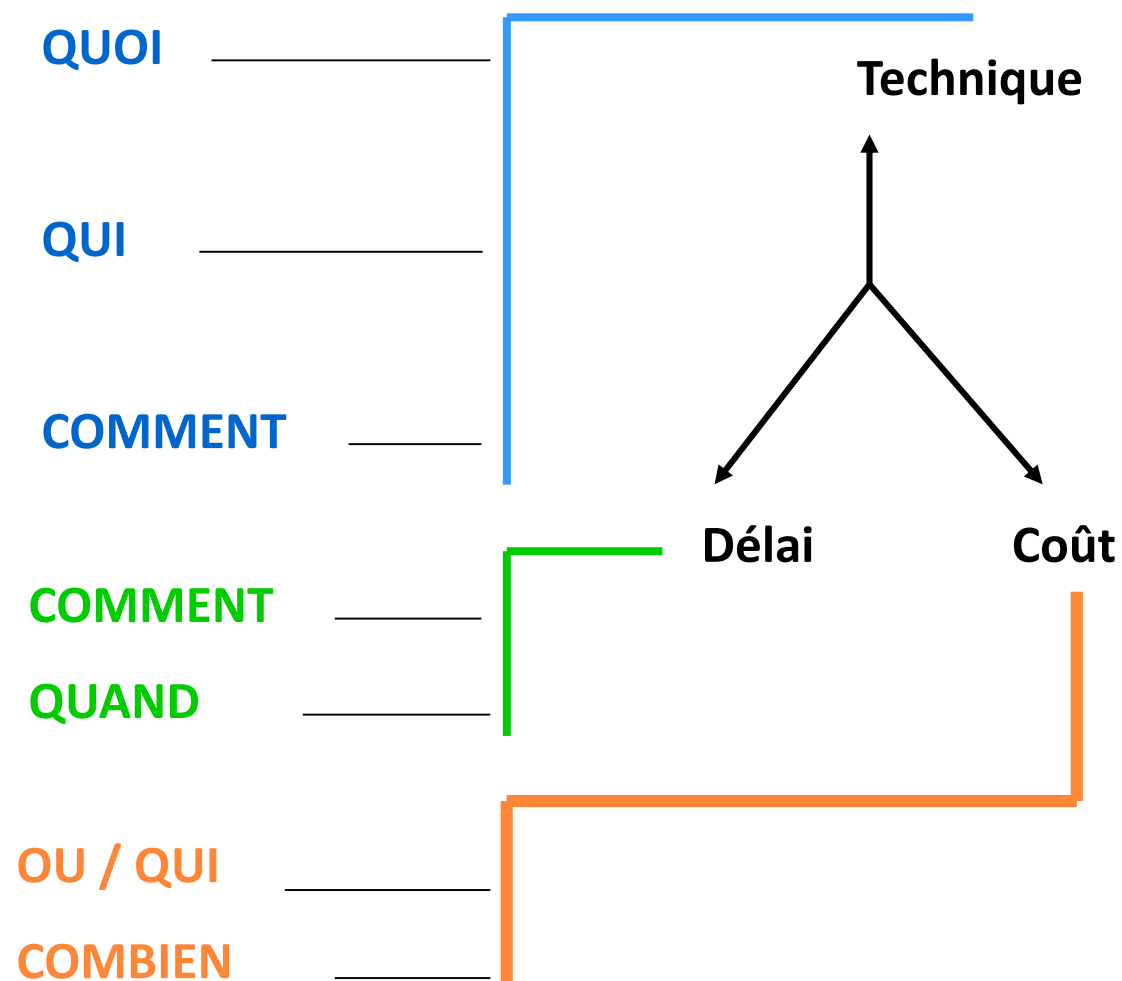 QUOI
Technique
QUI
COMMENT
Délai
Coût
COMMENT
QUAND
OU / QUI
COMBIEN